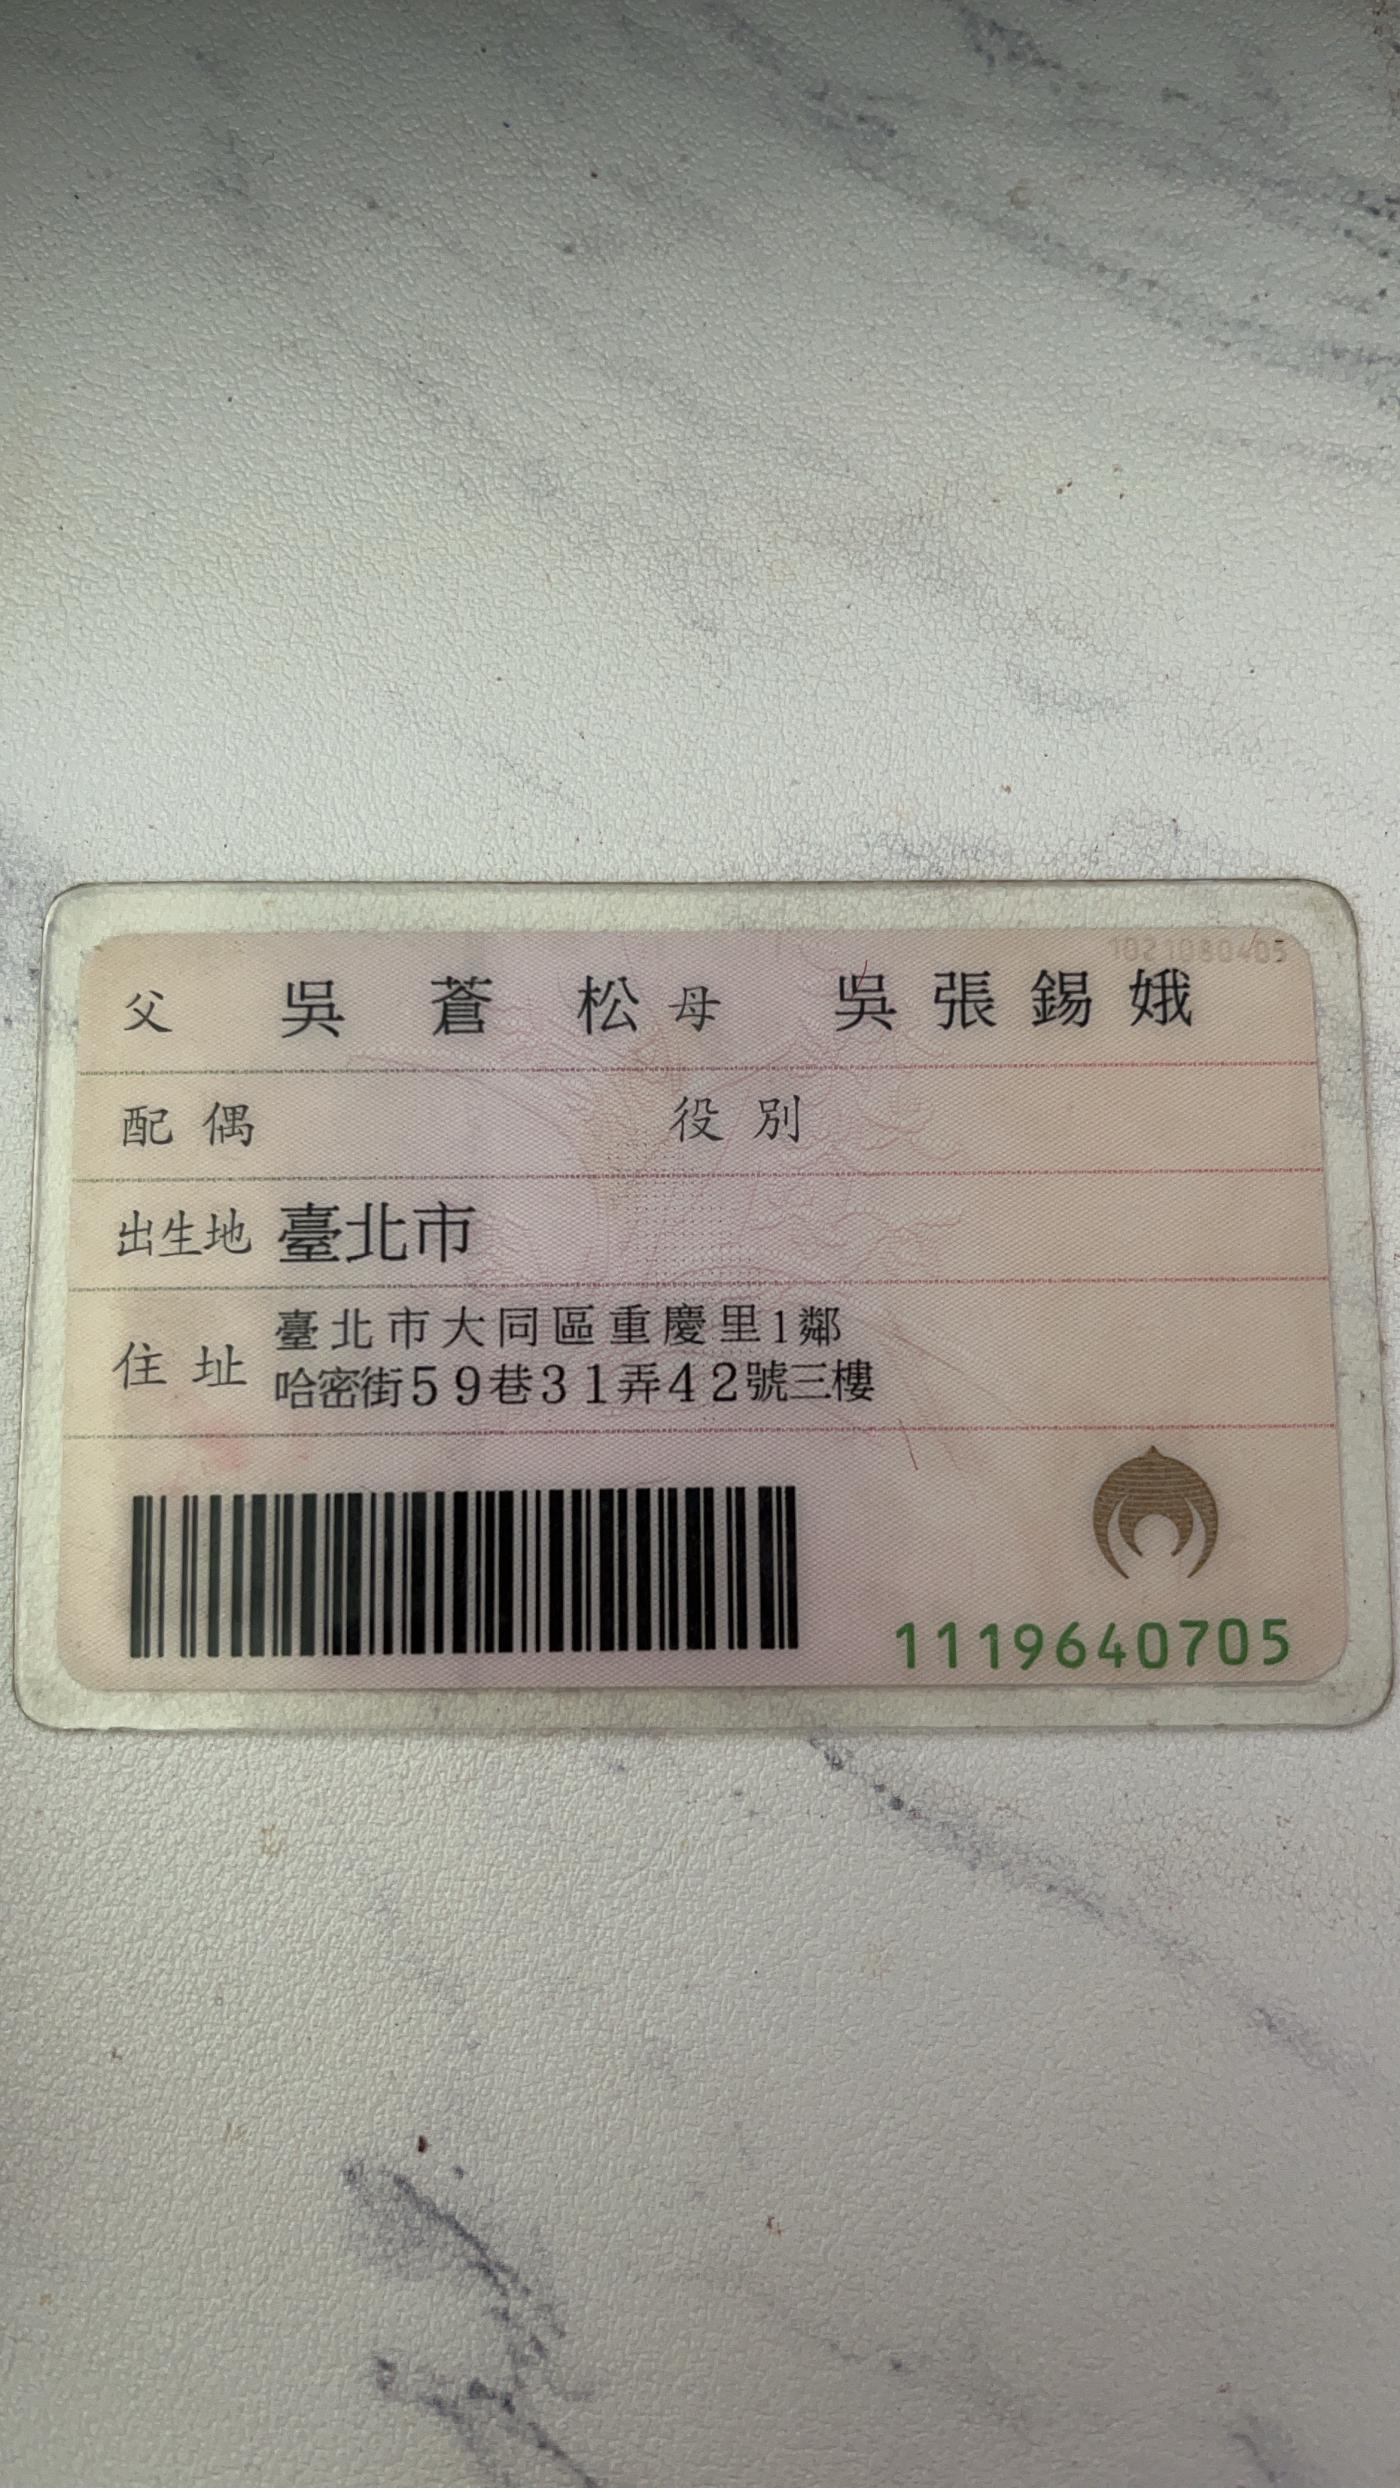 1021080405
父 吳蒼松 母 吳張錫娥
配偶 役別
出生地 臺北市
住址 臺北市大同區重慶里1鄰
哈密街59巷31弄42號三樓
1119640705